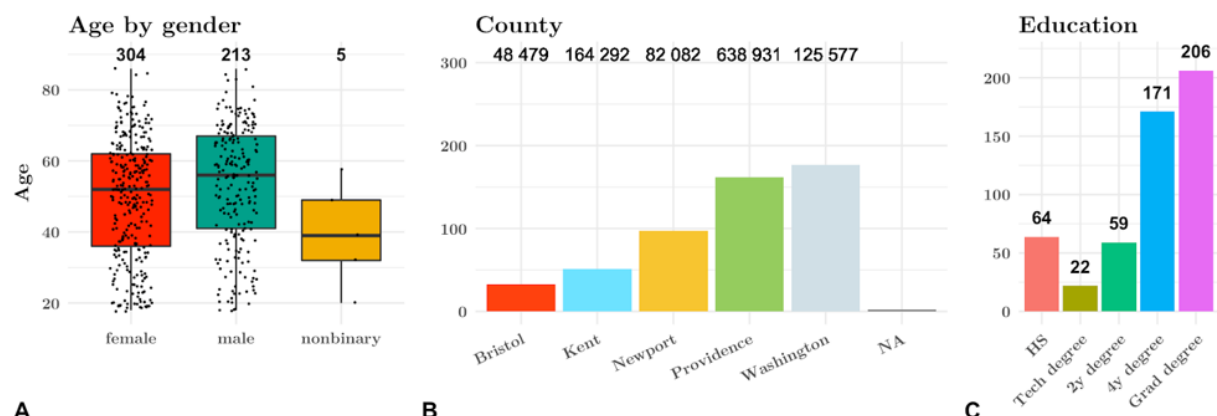 Age by gender
304 213 5
80
60
40
20
Age
female male nonbinary
A
County
48 479 164 292 82 082 638 931 125 577
300
200
100
0
Bristol Kent Newport Providence Washington NA
B
Education
206
171
64
59
22
200
150
100
50
0
HS Tech degree 2y degree 4y degree Grad degree
C